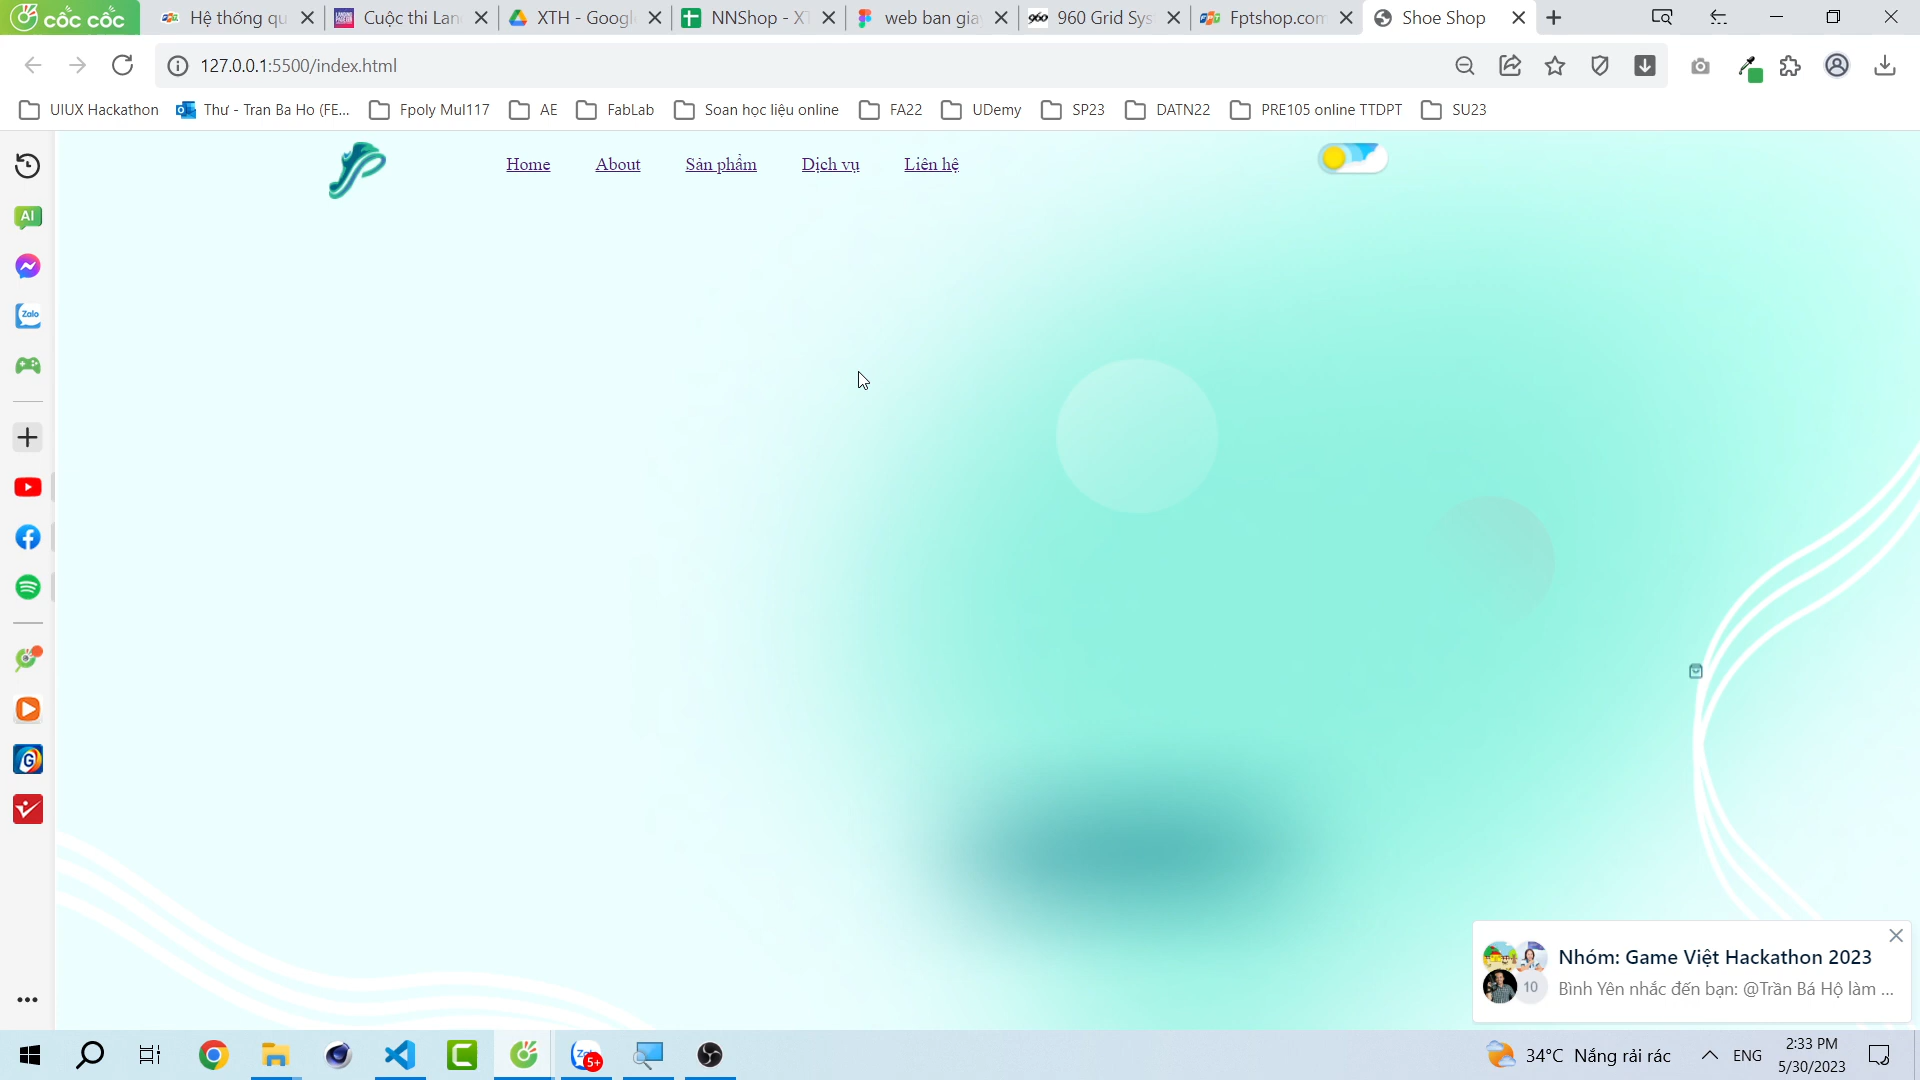 cốc cốc
Hệ thống qu
Cuộc thi Lan
XTH - Googl
NNShop - XT
web ban gia
960 Grid Sys
Fptshop.com
Shoe Shop
127.0.0.1:5500/index.html
UIUX Hackathon
Thư - Tran Ba Ho (FE...
Fpoly Mul117
AE
FabLab
Soan học liệu online
FA22
UDemy
SP23
DATN22
PRE105 online TTDPT
SU23
Home
About
Sản phẩm
Dịch vụ
Liên hệ
AI
Zalo
Nhóm: Game Việt Hackathon 2023
10
Bình Yên nhắc đến bạn: @Trần Bá Hộ làm ...
5+
34°C Nắng rải rác
ENG
2:33 PM
5/30/2023